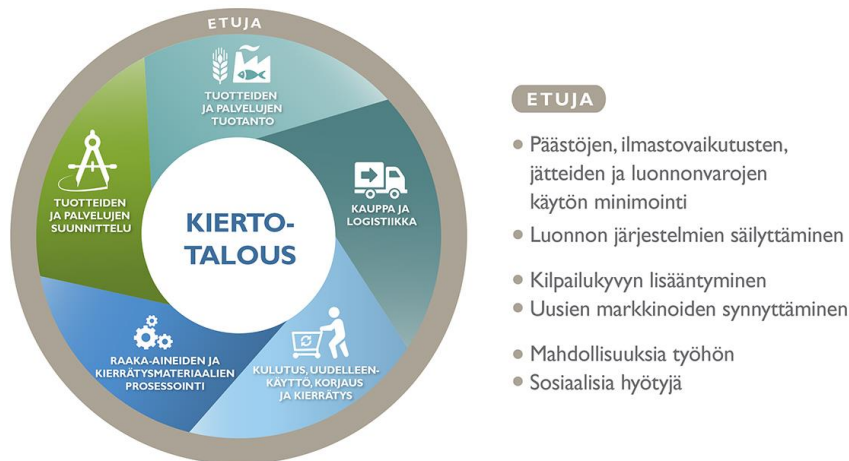 ETUJA
TUOTTEIDEN
JA PALVELUJEN
TUOTANTO
KAUPPA JA
LOGISTIIKKA
KULUTUS, UUDELLEEN-
KÄYTTÖ, KORJAUS
JA KIERRÄTYS
RAAKA-AINEIDEN JA
KIERRÄTYSMATERIAALIEN
PROSESSOINTI
TUOTTEIDEN
JA PALVELUJEN
SUUNNITTELU
KIERTO-
TALOUS
ETUJA
• Päästöjen, ilmastovaikutusten,
jätteiden ja luonnonvarojen
käytön minimointi
• Luonnon järjestelmien säilyttäminen
• Kilpailukyvyn lisääntyminen
• Uusien markkinoiden synnyttäminen
• Mahdollisuuksia työhön
• Sosiaalisia hyötyjä